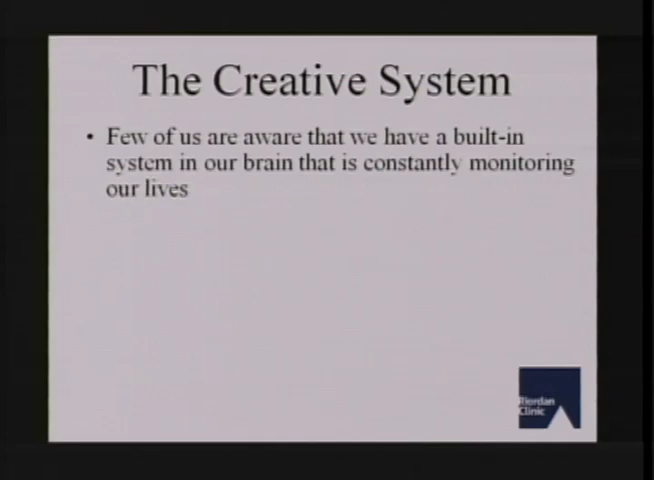 The Creative System
• Few of us are aware that we have a built-in
system in our brain that is constantly monitoring
our lives
Riordan
Clinic